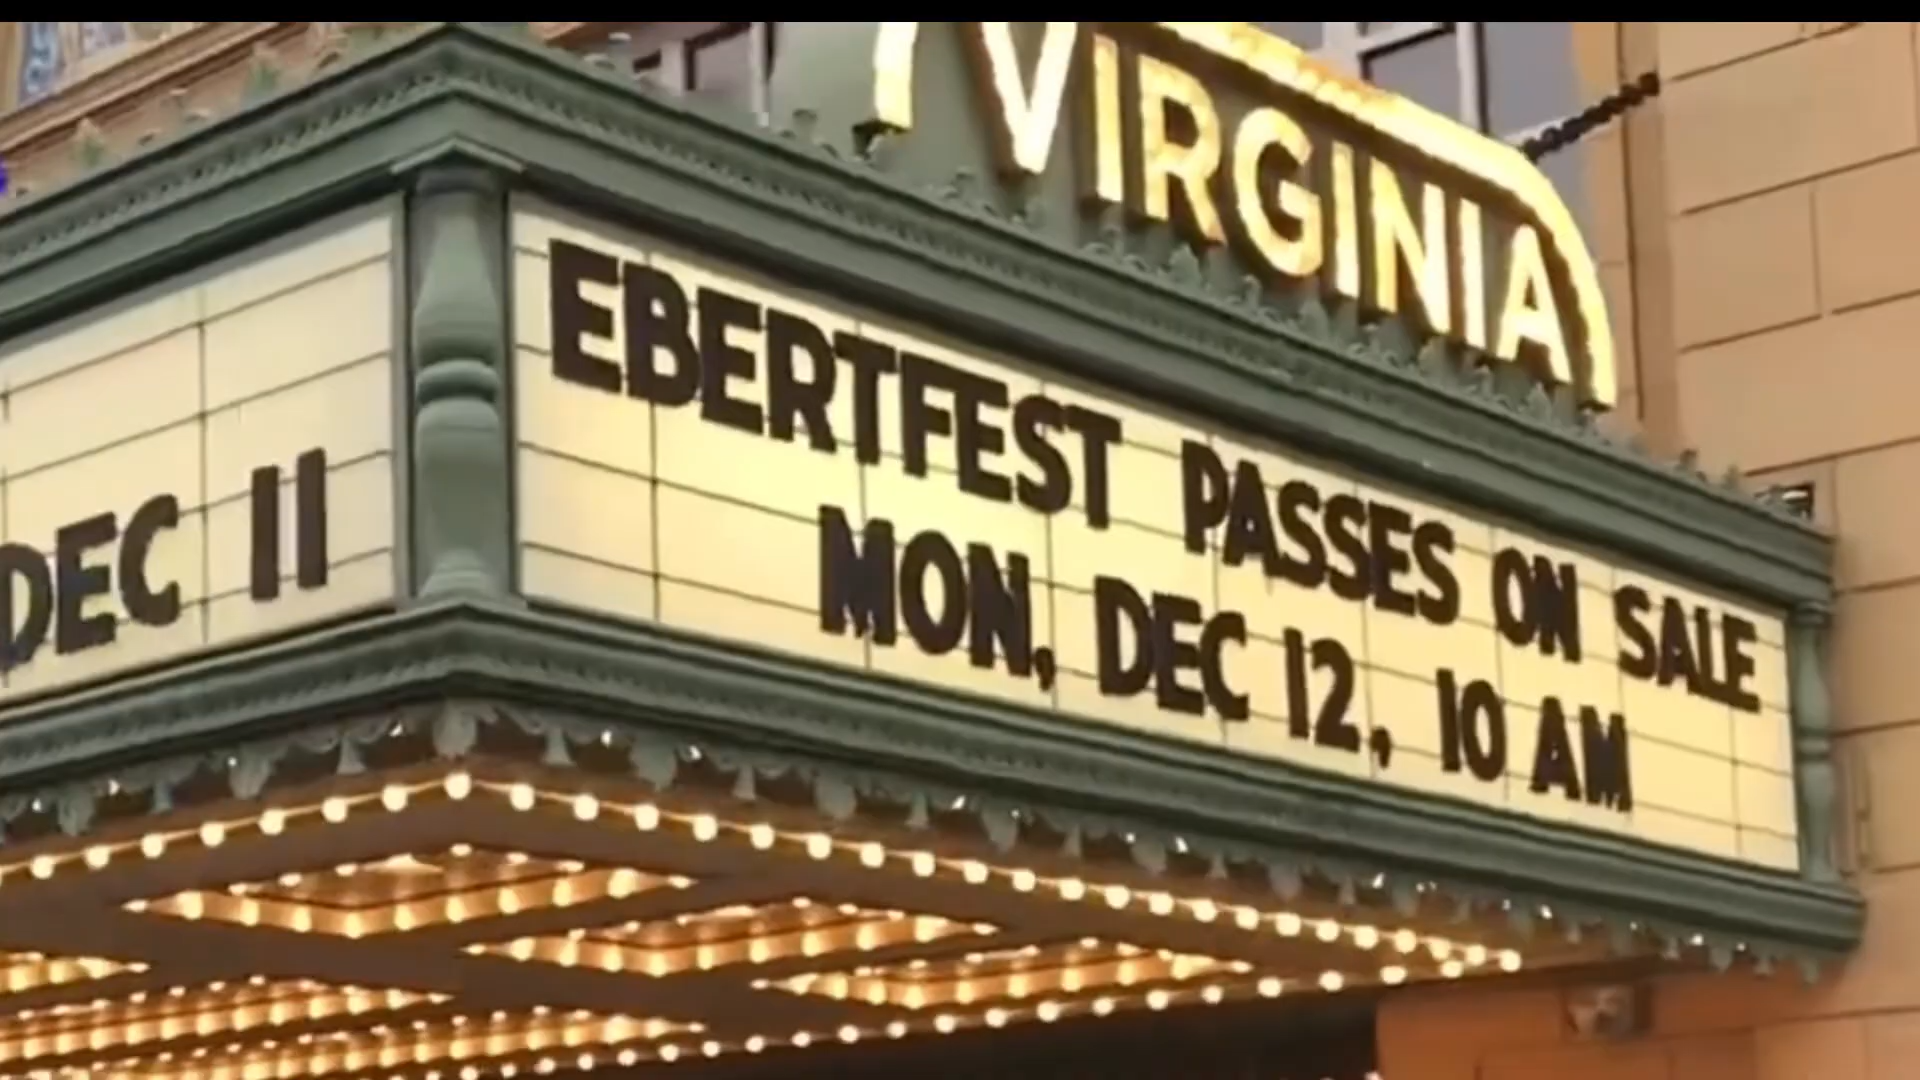 VIRGINIA
EBERTFEST PASSES ON SALE
MON, DEC 12, 10 AM
DEC 11